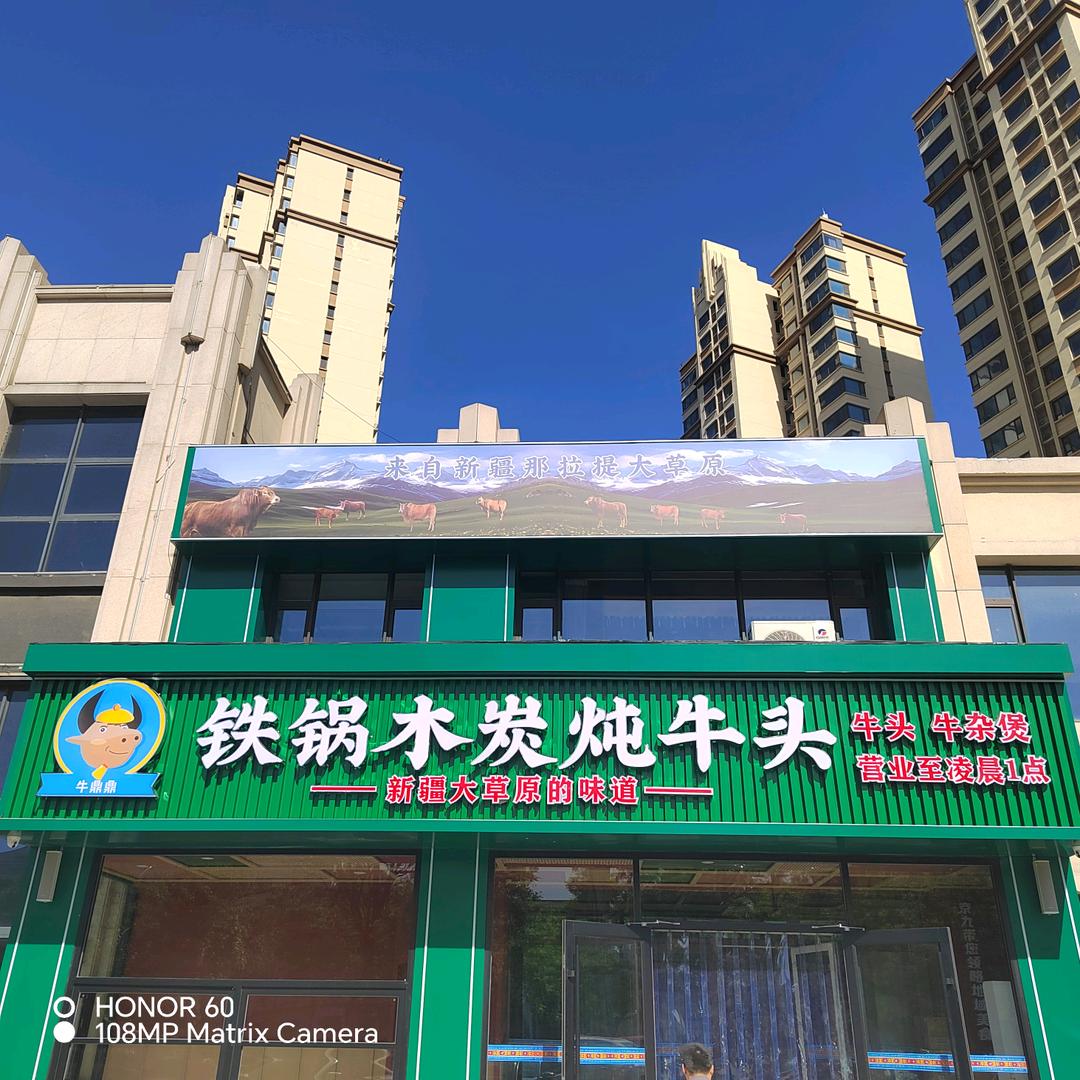 来自新疆那拉提大草原
铁锅木炭炖牛头
新疆大草原的味道
牛头 牛杂煲
营业至凌晨1点
牛鼎鼎
HONOR 60
108MP Matrix Camera